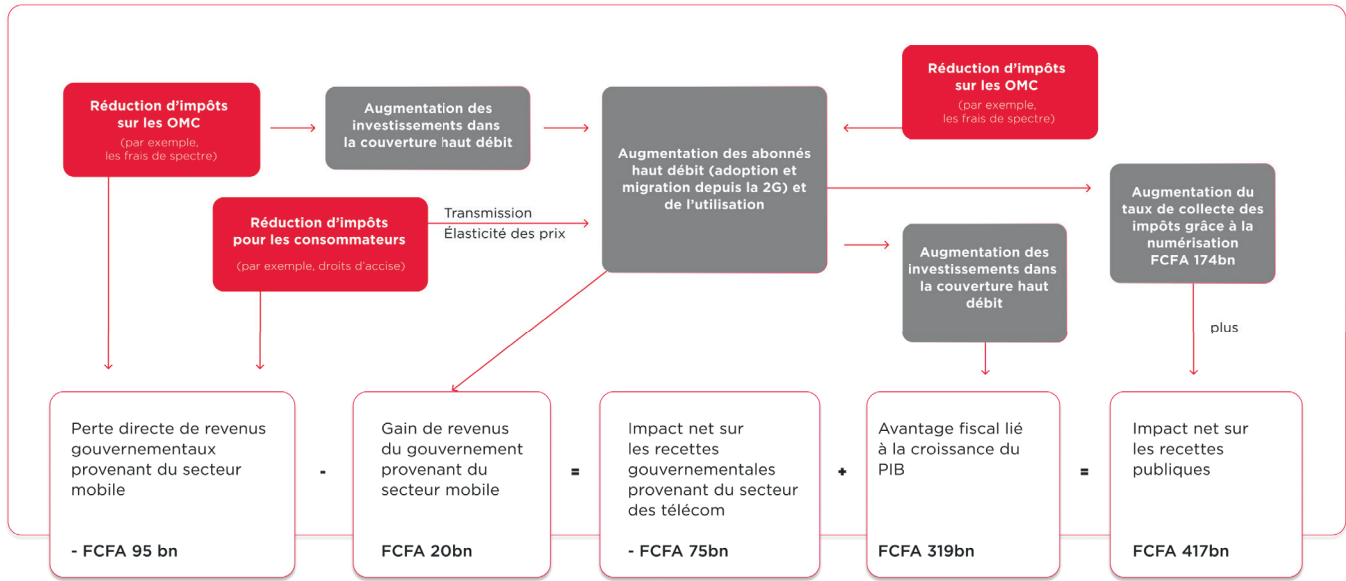 Réduction d'impôts
sur les OMC
(par exemple,
les frais de spectre)
Augmentation des
investissements dans
la couverture haut débit
Réduction d'impôts
pour les consommateurs
(par exemple, droits d'accise)
Transmission
Élasticité des prix
Augmentation des abonnés
haut débit (adoption et
migration depuis la 2G) et
de l'utilisation
Réduction d'impôts
sur les OMC
(par exemple,
les frais de spectre)
Augmentation des
investissements dans
la couverture haut
débit
Augmentation du
taux de collecte des
impôts grâce à la
numérisation
FCFA 174bn
plus
Perte directe de revenus
gouvernementaux
provenant du secteur
mobile
- FCFA 95 bn
-
Gain de revenus
du gouvernement
provenant du
secteur mobile
FCFA 20bn
=
Impact net sur
les recettes
gouvernementales
provenant du secteur
des télécom
- FCFA 75bn
+
Avantage fiscal lié
à la croissance du
PIB
FCFA 319bn
=
Impact net sur
les recettes
publiques
FCFA 417bn